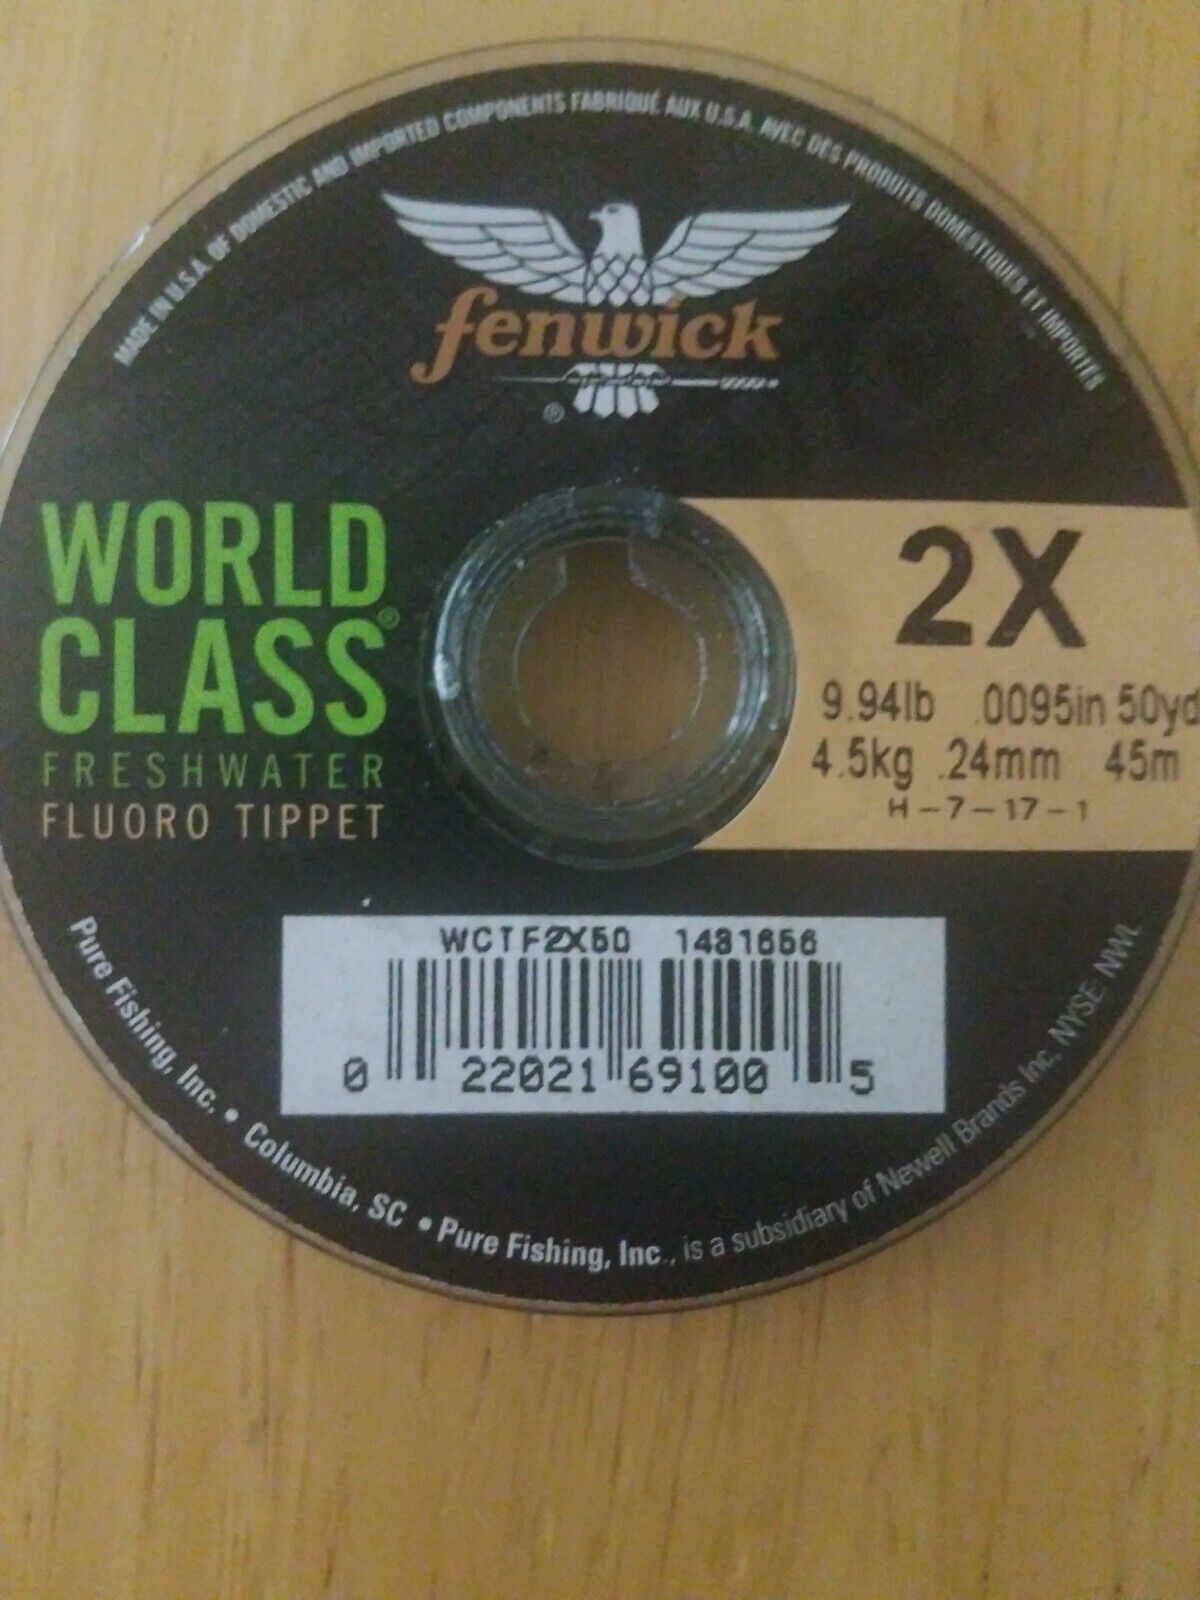 MADE IN U.S.A. OF DOMESTIC AND IMPORTED COMPONENTS FABRIQUÉ AUX U.S.A. AVEC DES PRODUITS DOMESTIQUES ET IMPORTÉS
fenwick
®
WORLD
CLASS®
FRESHWATER
FLUORO TIPPET
2X
9.94lb .0095in 50yd
4.5kg .24mm 45m
H-7-17-1
WCTF2X50 1431656
0 22021 69100 5
Pure Fishing, Inc. • Columbia, SC • Pure Fishing, Inc., is a subsidiary of Newell Brands Inc. NYSE NWL